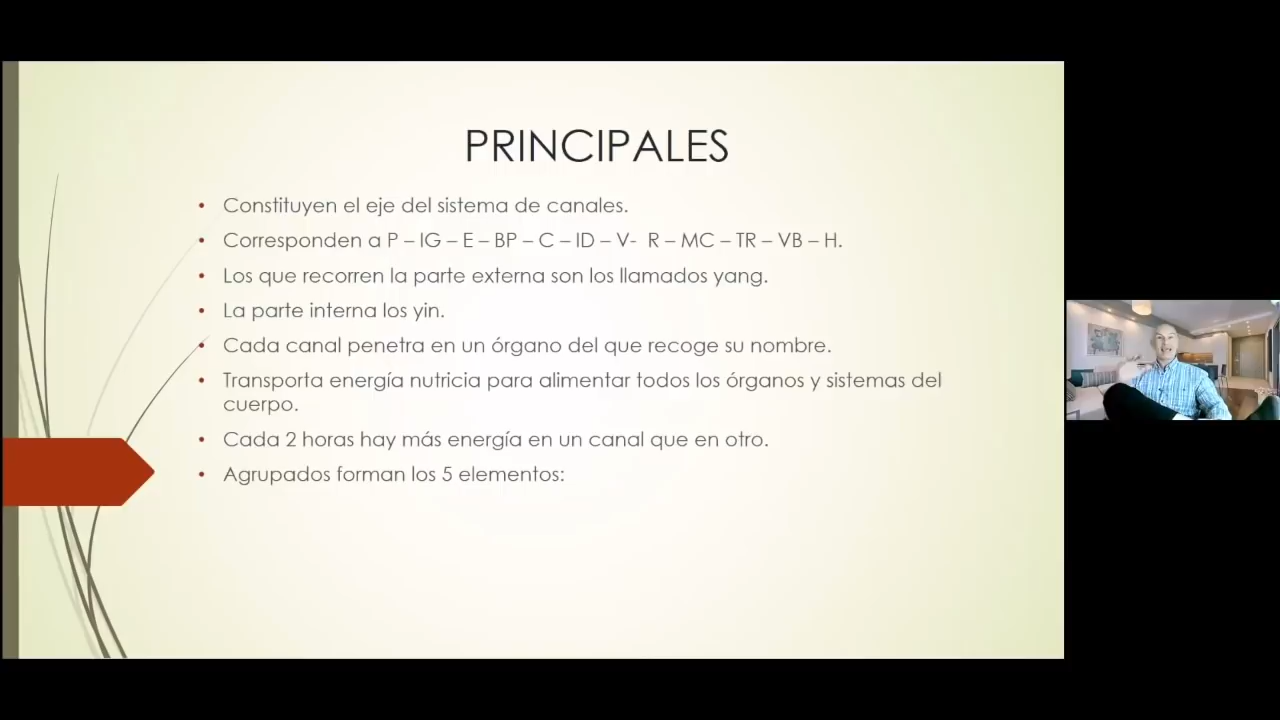 PRINCIPALES
• Constituyen el eje del sistema de canales.
• Corresponden a P – IG – E – BP – C – ID – V-  R – MC – TR – VB – H.
• Los que recorren la parte externa son los llamados yang.
• La parte interna los yin.
• Cada canal penetra en un órgano del que recoge su nombre.
• Transporta energía nutricia para alimentar todos los órganos y sistemas del
cuerpo.
• Cada 2 horas hay más energía en un canal que en otro.
• Agrupados forman los 5 elementos: